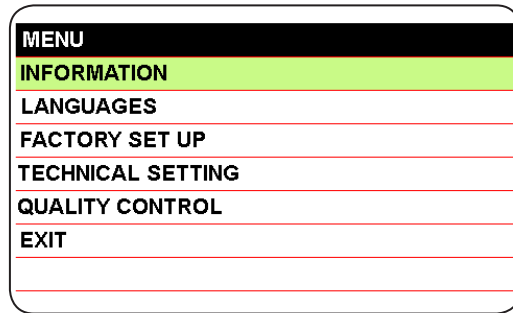 MENU
INFORMATION
LANGUAGES
FACTORY SET UP
TECHNICAL SETTING
QUALITY CONTROL
EXIT